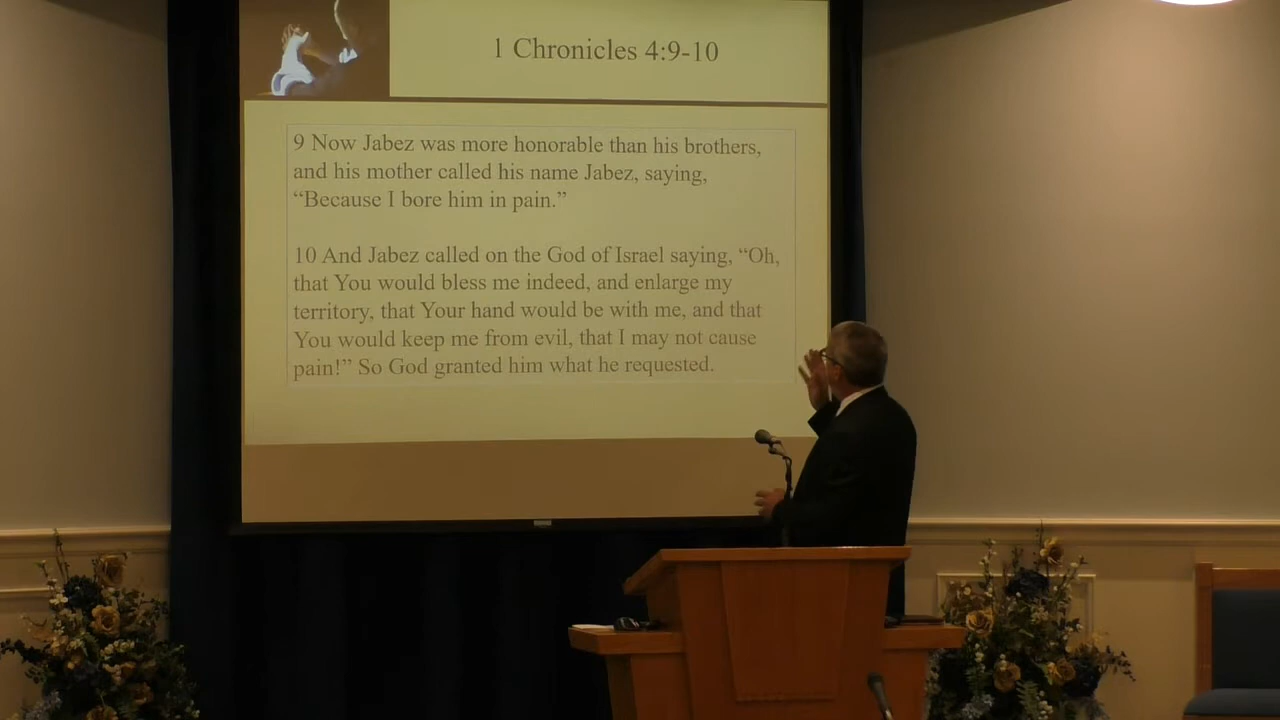 1 Chronicles 4:9-10
9 Now Jabez was more honorable than his brothers,
and his mother called his name Jabez, saying,
“Because I bore him in pain.”
10 And Jabez called on the God of Israel saying, “Oh,
that You would bless me indeed, and enlarge my
territory, that Your hand would be with me, and that
You would keep me from evil, that I may not cause
pain!” So God granted him what he requested.